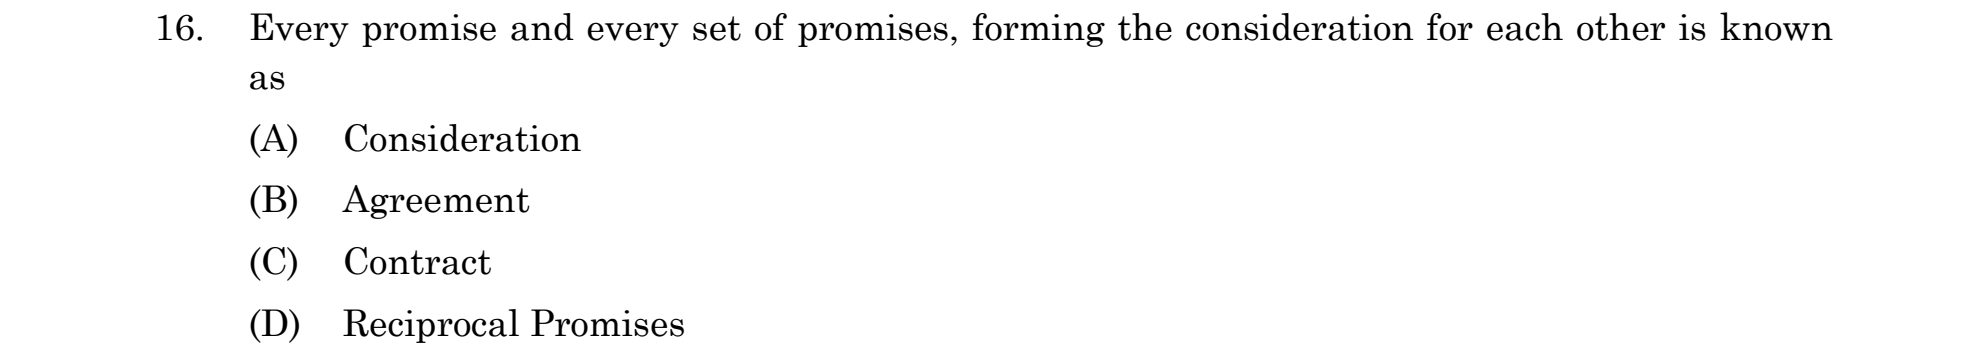 16. Every promise and every set of promises, forming the consideration for each other is known
as
(A) Consideration
(B) Agreement
(C) Contract
(D) Reciprocal Promises